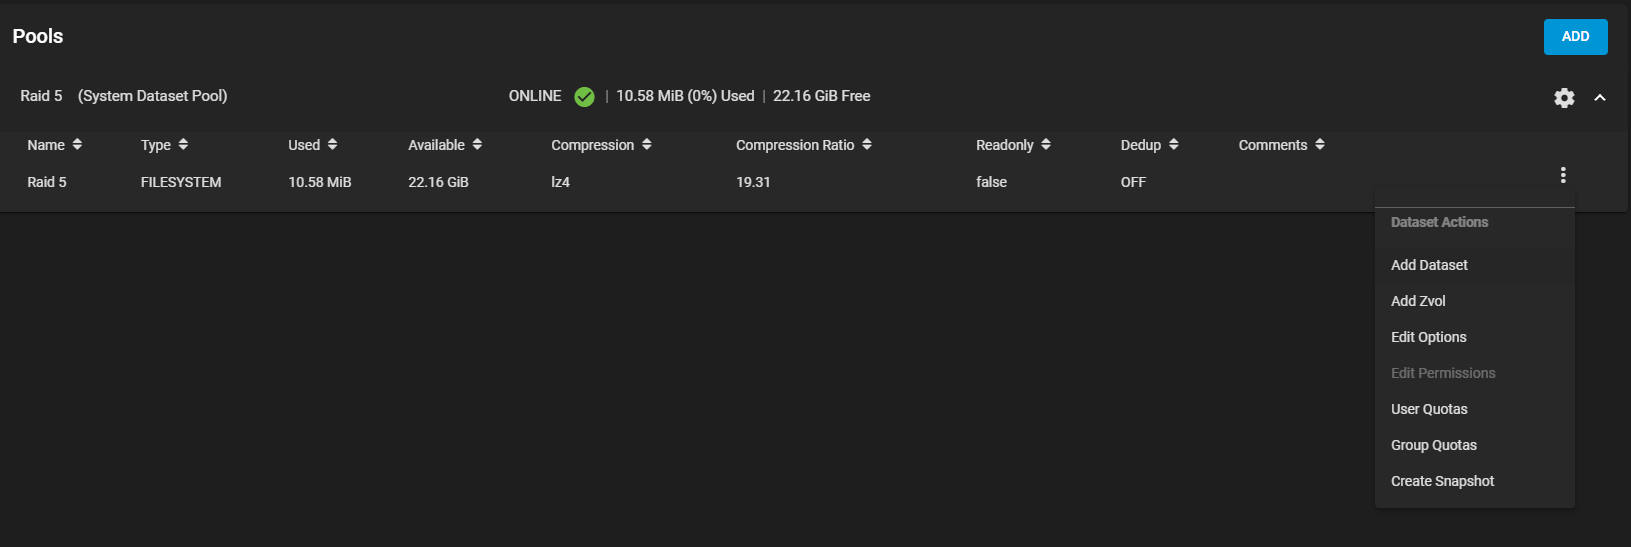 Pools
ADD
Raid 5 (System Dataset Pool) ONLINE | 10.58 MiB (0%) Used | 22.16 GiB Free
Name Type Used Available Compression Compression Ratio Readonly Dedup Comments
Raid 5 FILESYSTEM 10.58 MiB 22.16 GiB lz4 19.31 false OFF
Dataset Actions
Add Dataset
Add Zvol
Edit Options
Edit Permissions
User Quotas
Group Quotas
Create Snapshot